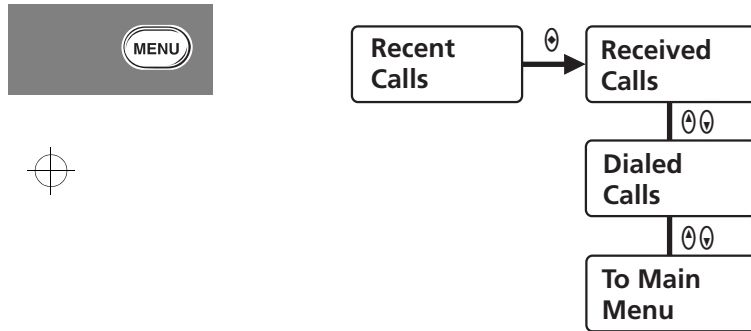 MENU
Recent
Calls
Received
Calls
Dialed
Calls
To Main
Menu